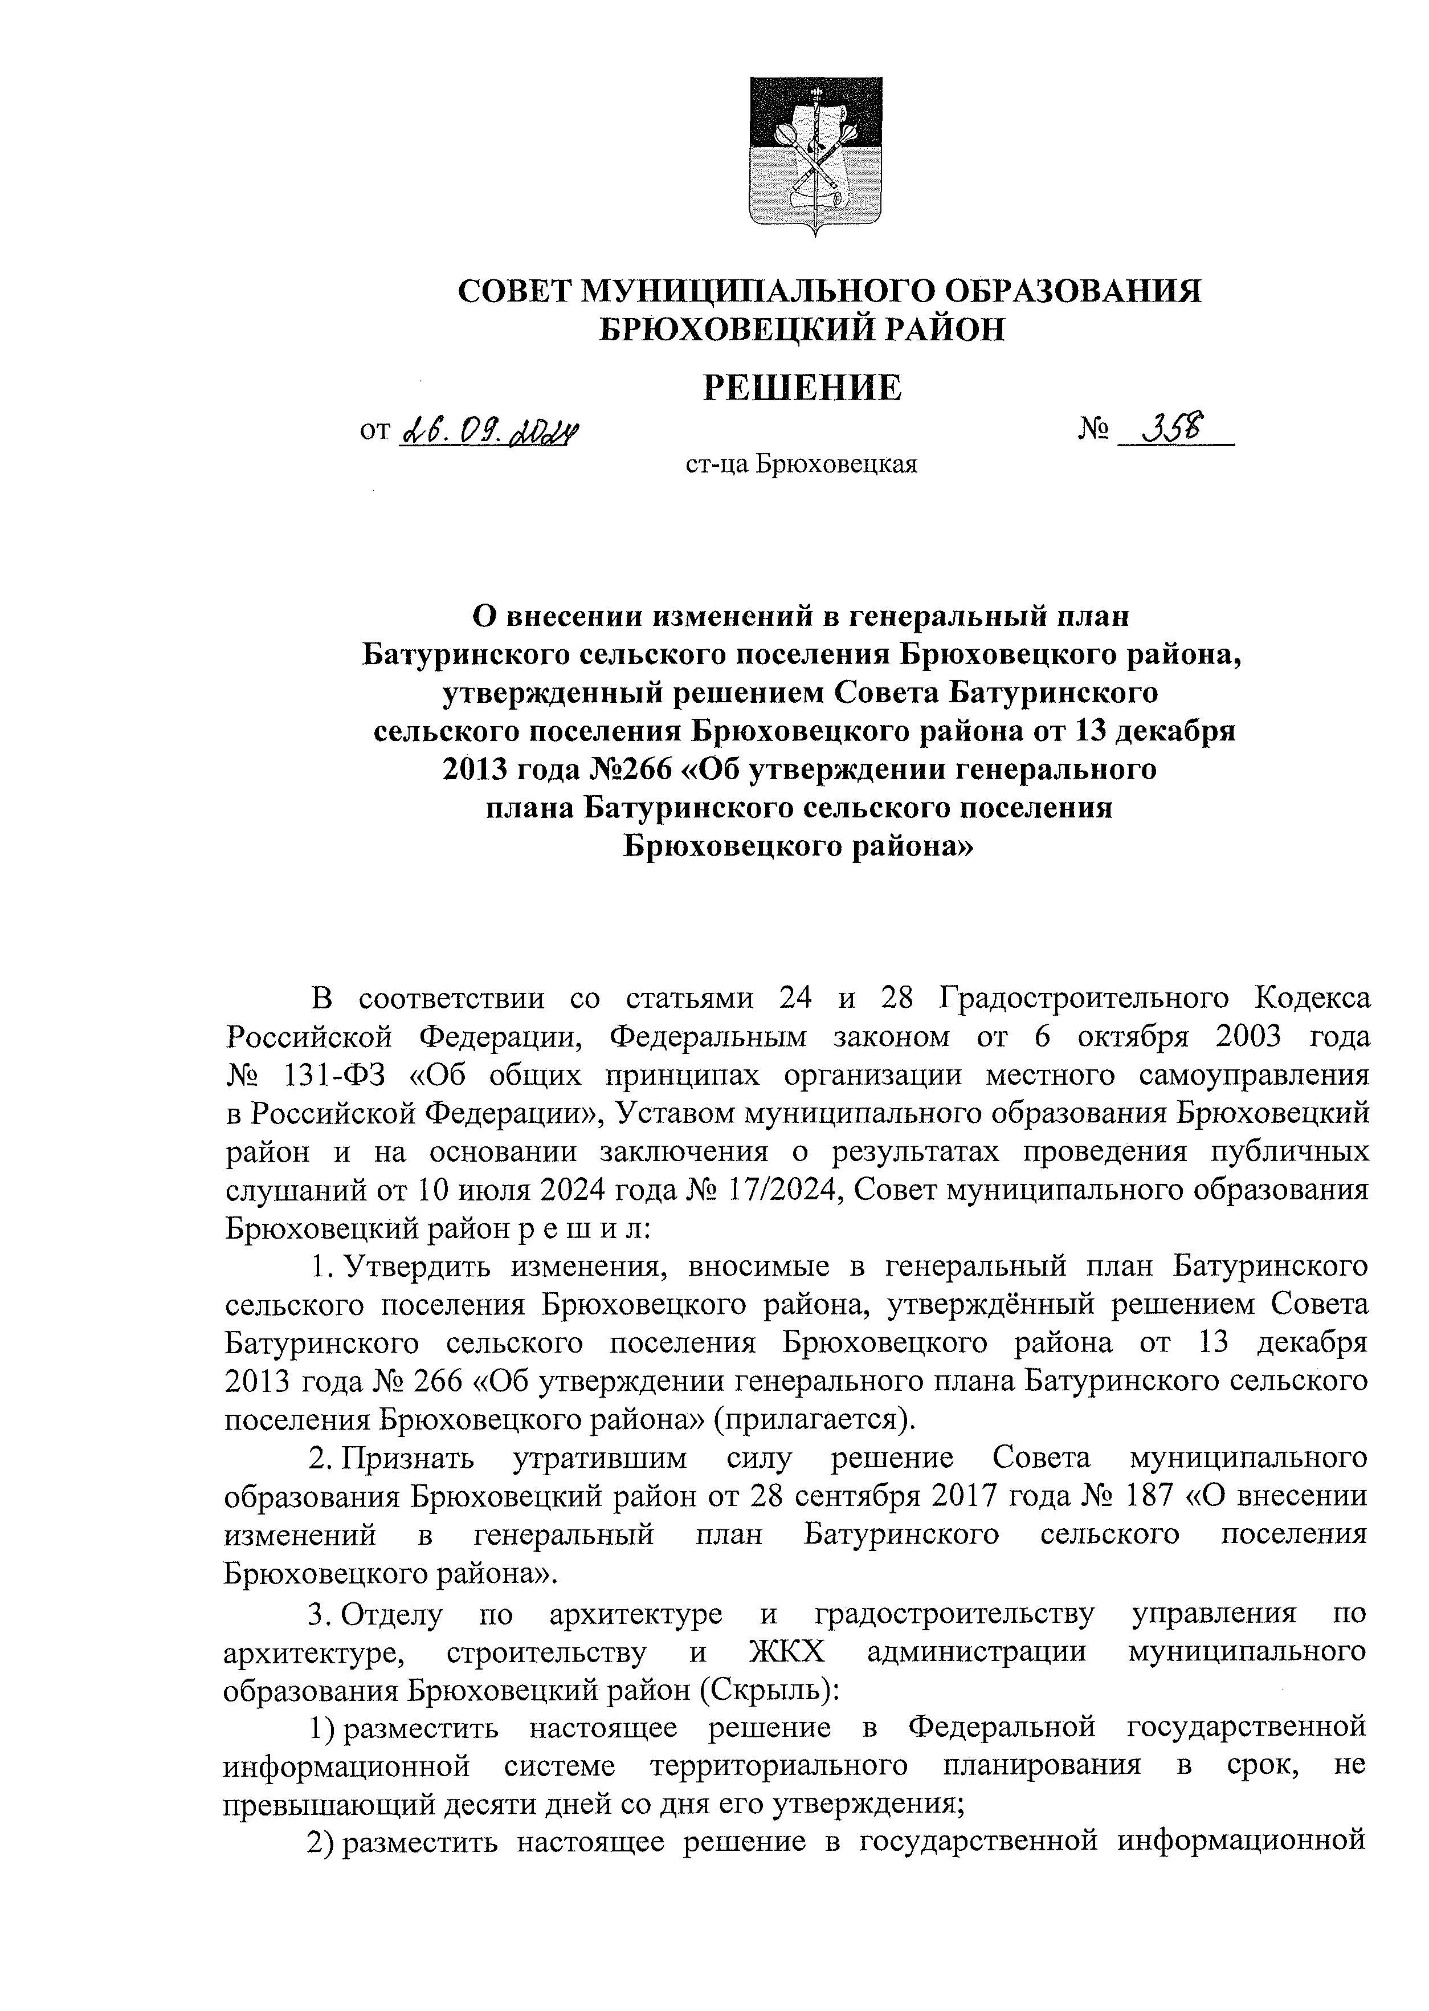 СОВЕТ МУНИЦИПАЛЬНОГО ОБРАЗОВАНИЯ
БРЮХОВЕЦКИЙ РАЙОН
РЕШЕНИЕ
от 26.09.2024 № 358
ст-ца Брюховецкая
О внесении изменений в генеральный план
Батуринского сельского поселения Брюховецкого района,
утвержденный решением Совета Батуринского
сельского поселения Брюховецкого района от 13 декабря
2013 года №266 «Об утверждении генерального
плана Батуринского сельского поселения
Брюховецкого района»
В соответствии со статьями 24 и 28 Градостроительного Кодекса
Российской Федерации, Федеральным законом от 6 октября 2003 года
№ 131-ФЗ «Об общих принципах организации местного самоуправления
в Российской Федерации», Уставом муниципального образования Брюховецкий
район и на основании заключения о результатах проведения публичных
слушаний от 10 июля 2024 года № 17/2024, Совет муниципального образования
Брюховецкий район р е ш и л:
1. Утвердить изменения, вносимые в генеральный план Батуринского
сельского поселения Брюховецкого района, утверждённый решением Совета
Батуринского сельского поселения Брюховецкого района от 13 декабря
2013 года № 266 «Об утверждении генерального плана Батуринского сельского
поселения Брюховецкого района» (прилагается).
2. Признать утратившим силу решение Совета муниципального
образования Брюховецкий район от 28 сентября 2017 года № 187 «О внесении
изменений в генеральный план Батуринского сельского поселения
Брюховецкого района».
3. Отделу по архитектуре и градостроительству управления по
архитектуре, строительству и ЖКХ администрации муниципального
образования Брюховецкий район (Скрыль):
1) разместить настоящее решение в Федеральной государственной
информационной системе территориального планирования в срок, не
превышающий десяти дней со дня его утверждения;
2) разместить настоящее решение в государственной информационной